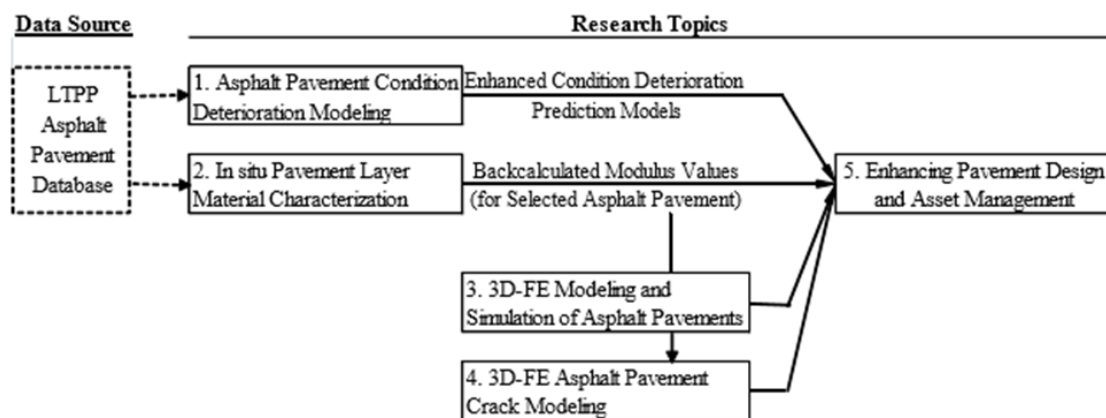 Data Source
Research Topics
LTPP
Asphalt
Pavement
Database
1. Asphalt Pavement Condition
Deterioration Modeling
Enhanced Condition Deterioration
Prediction Models
2. In situ Pavement Layer
Material Characterization
Backcalculated Modulus Values
(for Selected Asphalt Pavement)
5. Enhancing Pavement Design
and Asset Management
3. 3D-FE Modeling and
Simulation of Asphalt Pavements
4. 3D-FE Asphalt Pavement
Crack Modeling